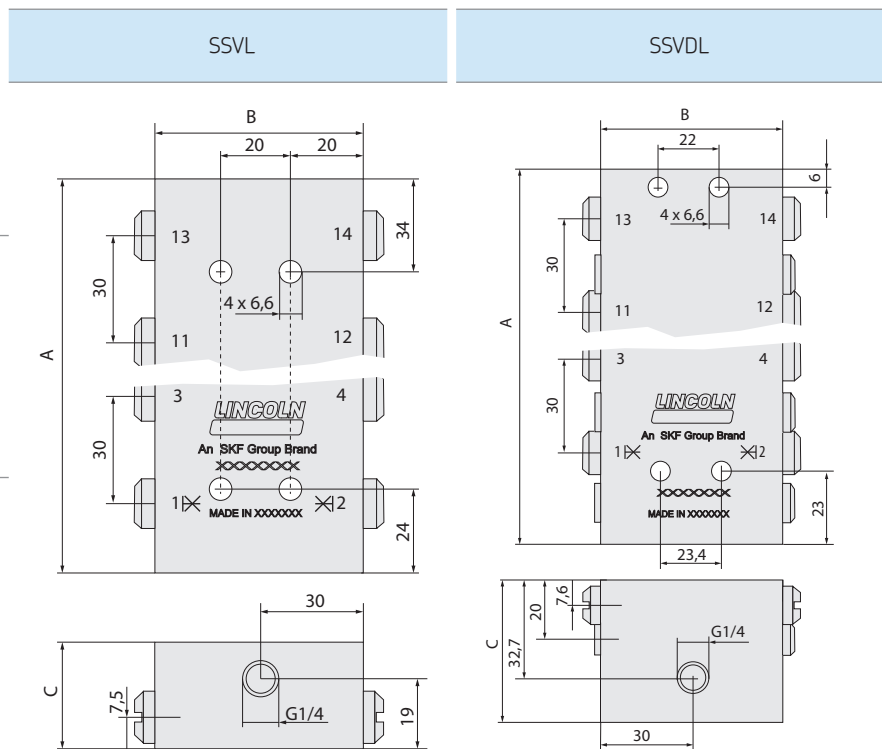 SSVL
B
20 20
A
13 14
34
30
4 x 6,6
11 12
3 4
30
LINCOLN
An SKF Group Brand
XXXXXXXX
1 2
MADE IN XXXXXXX
24
30
C
7,5
G1/4
19
SSVDL
B
22
6
A
13 14
4 x 6,6
30
11 12
3 4
30
LINCOLN
An SKF Group Brand
1 2
XXXXXXXX
MADE IN XXXXXXX
23
23,4
C
7,6
20
32,7
G1/4
30